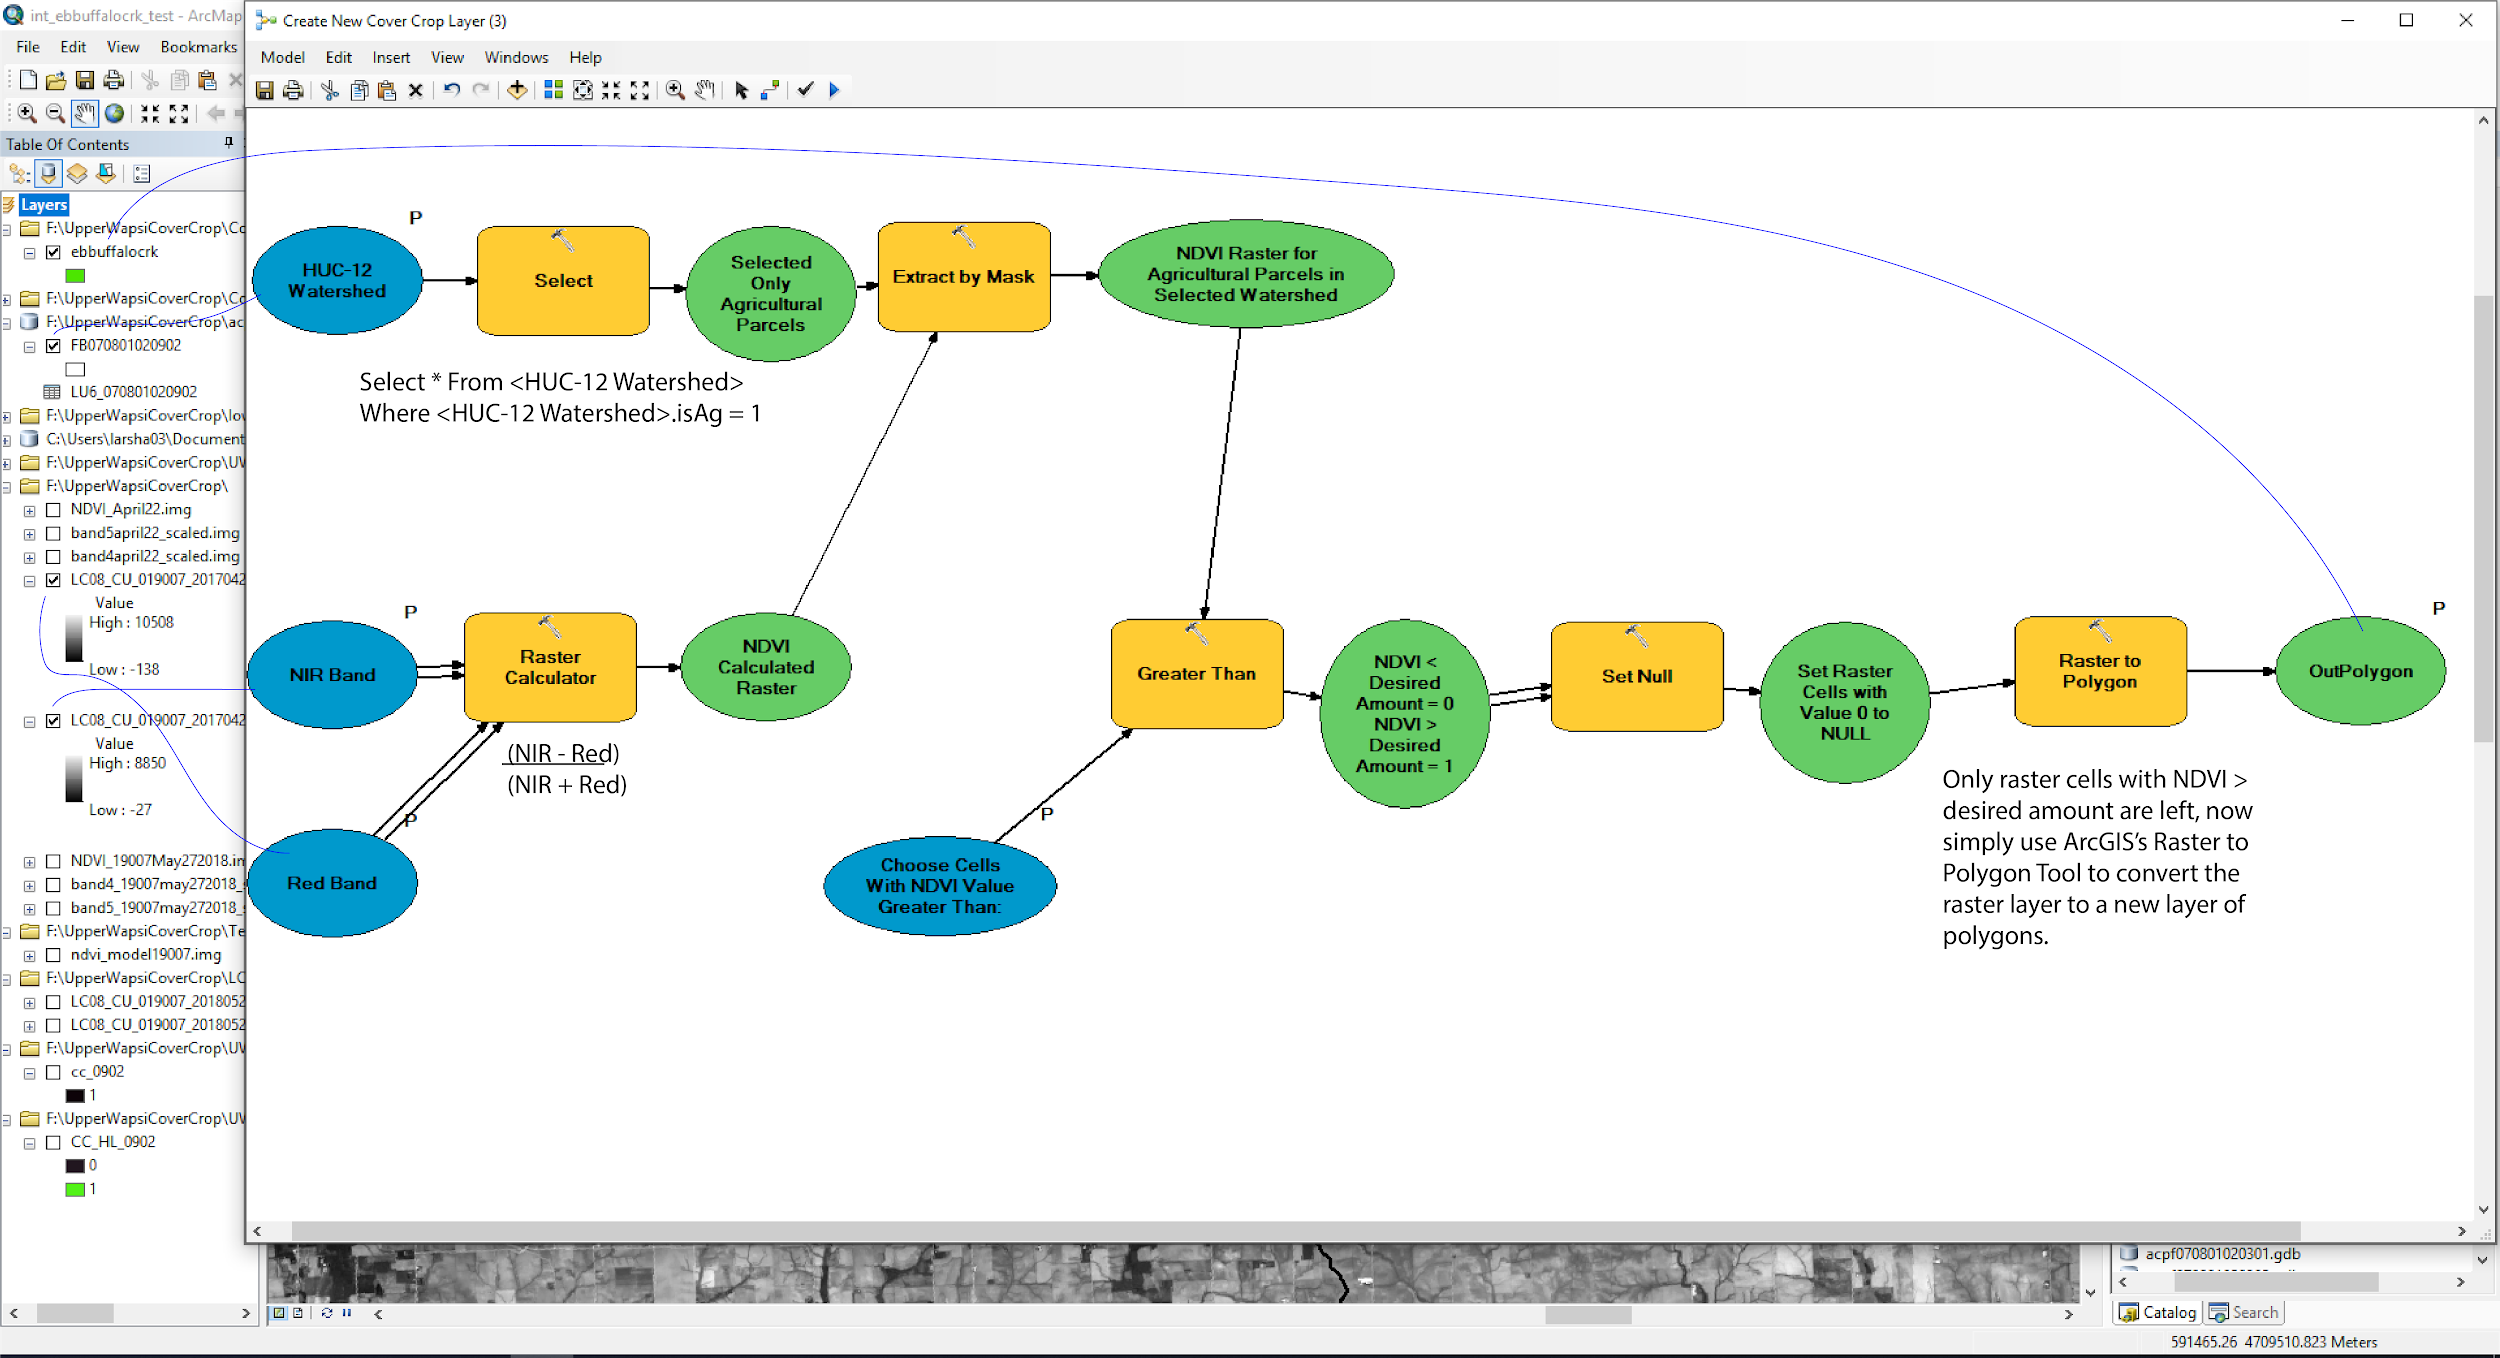 int_ebbuffalocrk_test - ArcMap
File Edit View Bookmarks
Table Of Contents
Layers
F:\UpperWapsiCoverCrop\Cc
ebbuffalocrk
F:\UpperWapsiCoverCrop\Cc
F:\UpperWapsiCoverCrop\ac
FB070801020902
LU6_070801020902
F:\UpperWapsiCoverCrop\lov
C:\Users\larsha03\Document
F:\UpperWapsiCoverCrop\UV
F:\UpperWapsiCoverCrop\
NDVI_April22.img
band5april22_scaled.img
band4april22_scaled.img
LC08_CU_019007_2017042
Value
High : 10508
Low : -138
LC08_CU_019007_2017042
Value
High : 8850
Low : -27
NDVI_19007May272018.in
band4_19007may272018_
band5_19007may272018_
F:\UpperWapsiCoverCrop\Te
ndvi_model19007.img
F:\UpperWapsiCoverCrop\LC
LC08_CU_019007_2018052
LC08_CU_019007_2018052
F:\UpperWapsiCoverCrop\UV
cc_0902
1
F:\UpperWapsiCoverCrop\UV
CC_HL_0902
0
1
Create New Cover Crop Layer (3)
Model Edit Insert View Windows Help
P
HUC-12
Watershed
Select
Selected
Only
Agricultural
Parcels
Extract by Mask
NDVI Raster for
Agricultural Parcels in
Selected Watershed
Select * From <HUC-12 Watershed>
Where <HUC-12 Watershed>.isAg = 1
P
NIR Band
Raster
Calculator
NDVI
Calculated
Raster
(NIR - Red)
(NIR + Red)
P
Red Band
P
Choose Cells
With NDVI Value
Greater Than:
Greater Than
NDVI <
Desired
Amount = 0
NDVI >
Desired
Amount = 1
Set Null
Set Raster
Cells with
Value 0 to
NULL
Raster to
Polygon
P
OutPolygon
Only raster cells with NDVI >
desired amount are left, now
simply use ArcGIS's Raster to
Polygon Tool to convert the
raster layer to a new layer of
polygons.
acpf070801020301.gdb
Catalog Search
591465.26 4709510.823 Meters